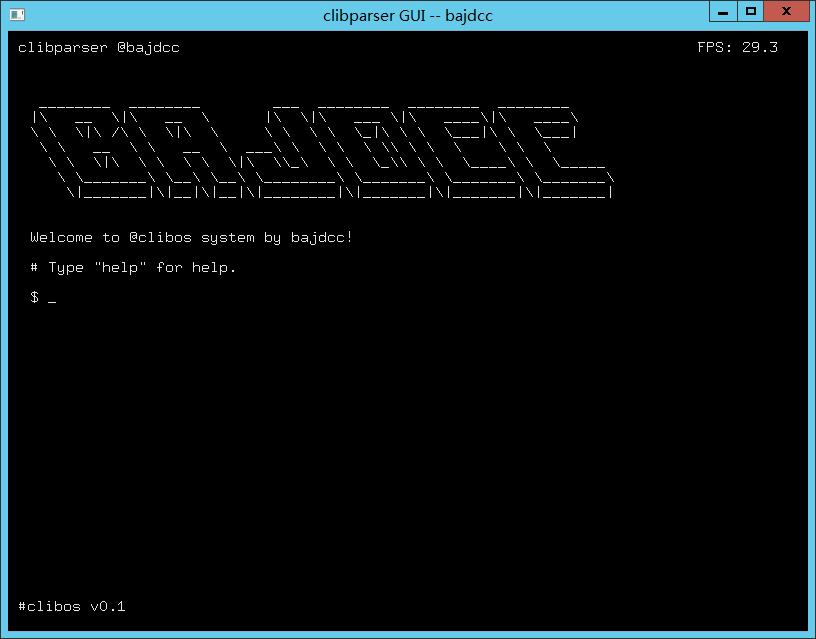 clibparser GUI -- bajdcc
clibparser @bajdcc
FPS: 29.3
BAJDCC
Welcome to @clibos system by bajdcc!
# Type "help" for help.
$ _
#clibos v0.1